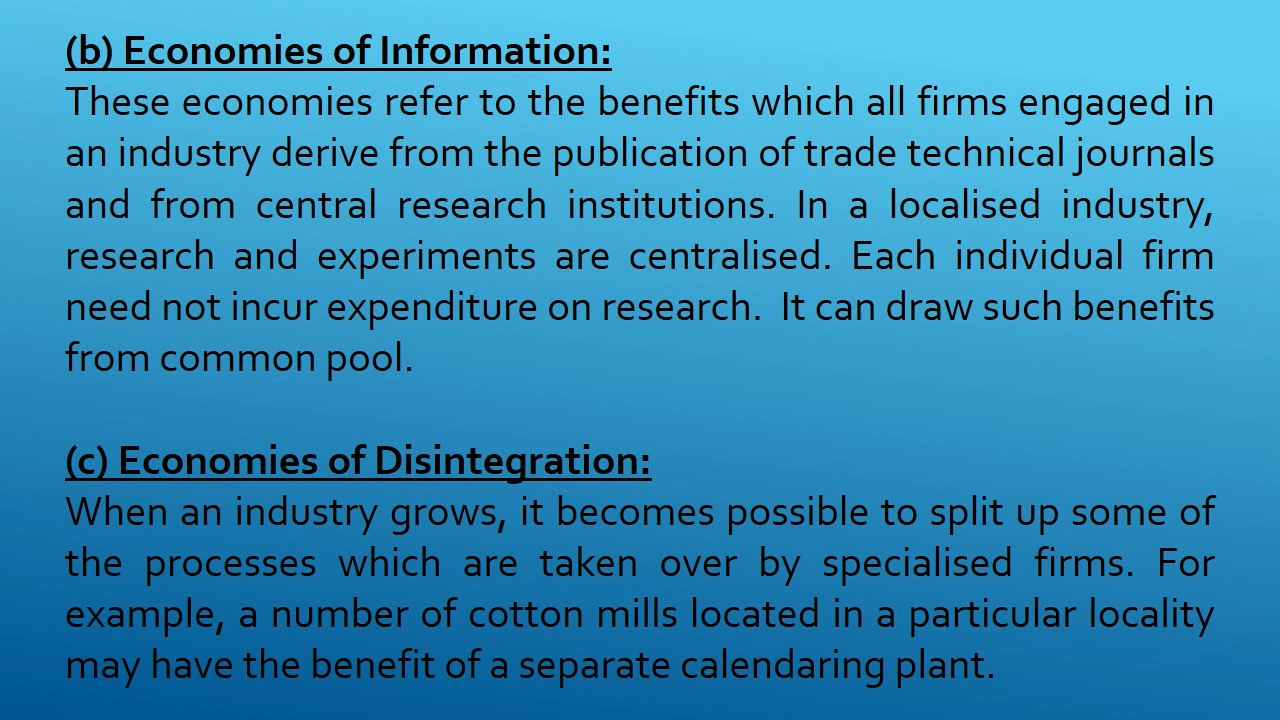 (b) Economies of Information:
These economies refer to the benefits which all firms engaged in
an industry derive from the publication of trade technical journals
and from central research institutions. In a localised industry,
research and experiments are centralised. Each individual firm
need not incur expenditure on research.  It can draw such benefits
from common pool.
(c) Economies of Disintegration:
When an industry grows, it becomes possible to split up some of
the processes which are taken over by specialised firms. For
example, a number of cotton mills located in a particular locality
may have the benefit of a separate calendaring plant.